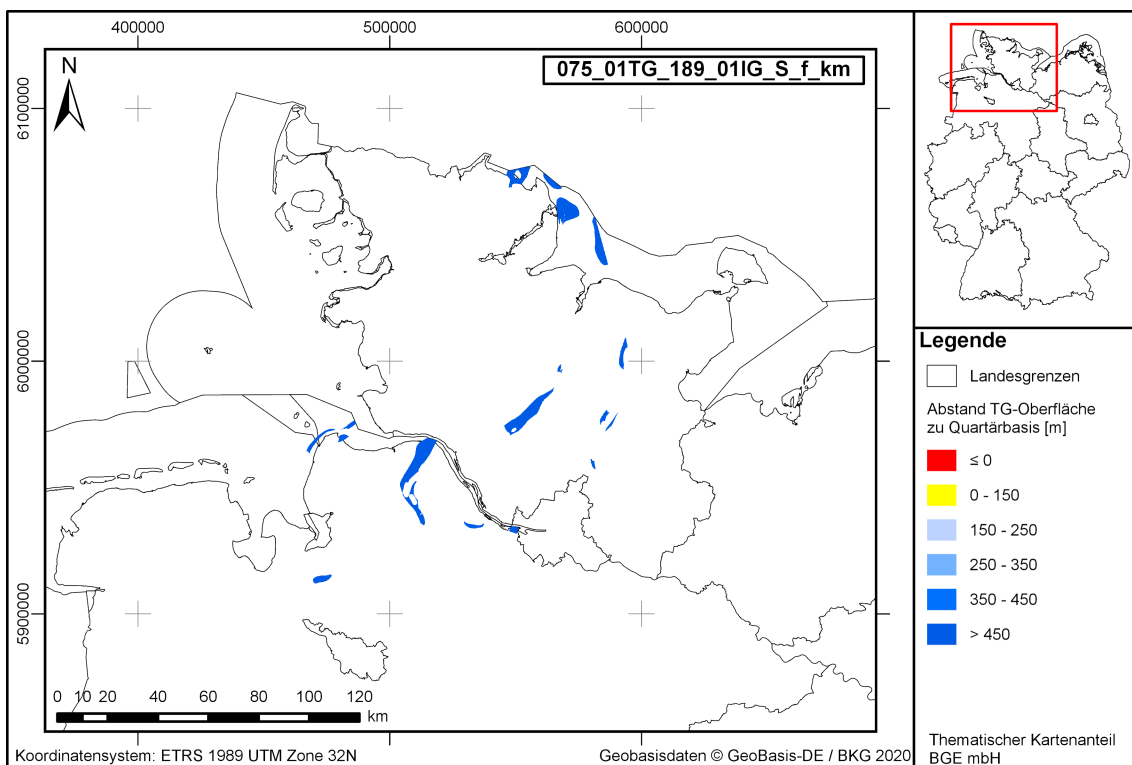 400000
500000
600000
6100000
6000000
5900000
N
075_01TG_189_01IG_S_f_km
0 10 20 40 60 80 100 120
km
Koordinatensystem: ETRS 1989 UTM Zone 32N
Geobasisdaten © GeoBasis-DE / BKG 2020
Legende
Landesgrenzen
Abstand TG-Oberfläche
zu Quartärbasis [m]
≤ 0
0 - 150
150 - 250
250 - 350
350 - 450
> 450
Thematischer Kartenanteil
BGE mbH